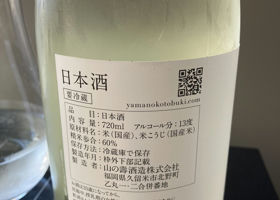 日本酒
要冷蔵
yamanokotobuki.com
品目：日本酒
内容量：720ml アルコール分：13度
原材料名：米（国産）、米こうじ（国産米）
精米歩合：60％
保存方法：冷蔵庫で保存
製造年月：枠外下部記載
製造者：山の壽酒造株式会社
福岡県久留米市北野町
乙丸一・二合併番地